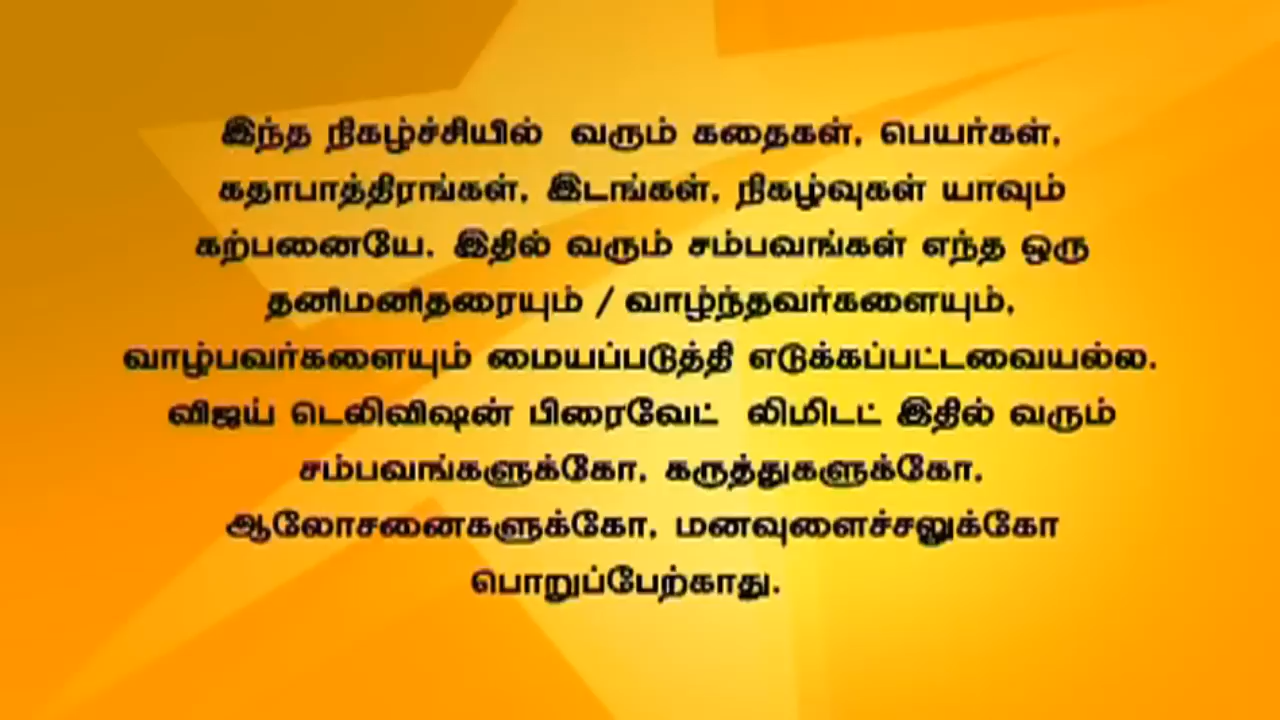 இந்த நிகழ்ச்சியில் வரும் கதைகள், பெயர்கள்,
கதாபாத்திரங்கள், இடங்கள், நிகழ்வுகள் யாவும்
கற்பனையே. இதில் வரும் சம்பவங்கள் எந்த ஒரு
தனிமனிதரையும் / வாழ்ந்தவர்களையும்,
வாழ்பவர்களையும் மையப்படுத்தி எடுக்கப்பட்டவையல்ல.
விஜய் டெலிவிஷன் பிரைவேட் லிமிடட் இதில் வரும்
சம்பவங்களுக்கோ, கருத்துகளுக்கோ,
ஆலோசனைகளுக்கோ, மனவுளைச்சலுக்கோ
பொறுப்பேற்காது.